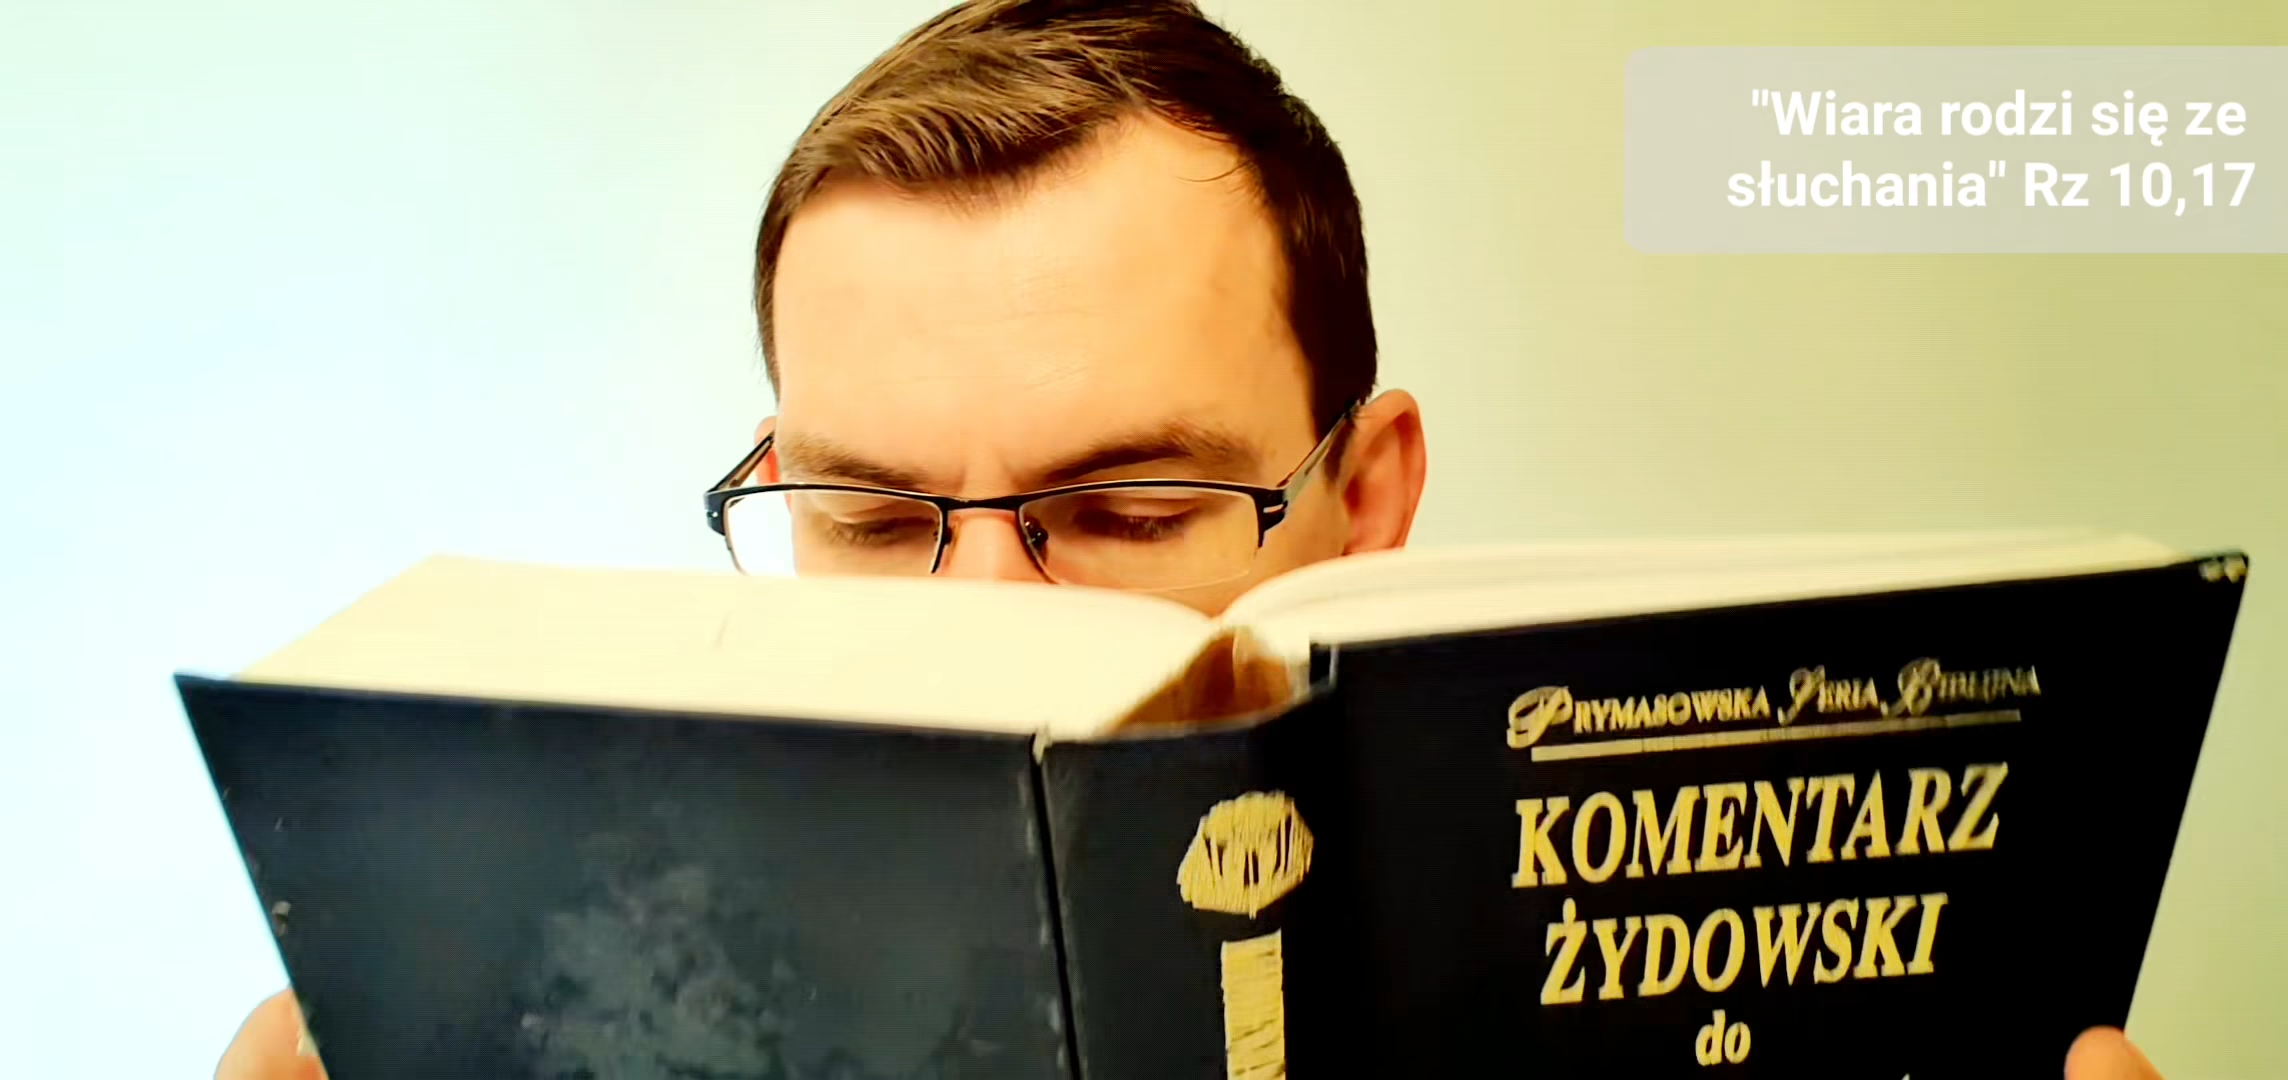 "Wiara rodzi się ze
słuchania" Rz 10,17
PRYMASOWSKA SERIA BIBLIJNA
KOMENTARZ
ŻYDOWSKI
do